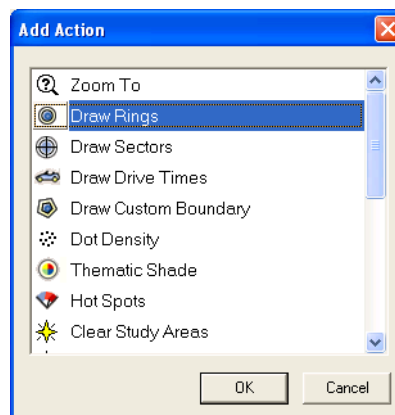 Add Action
Zoom To
Draw Rings
Draw Sectors
Draw Drive Times
Draw Custom Boundary
Dot Density
Thematic Shade
Hot Spots
Clear Study Areas
OK Cancel